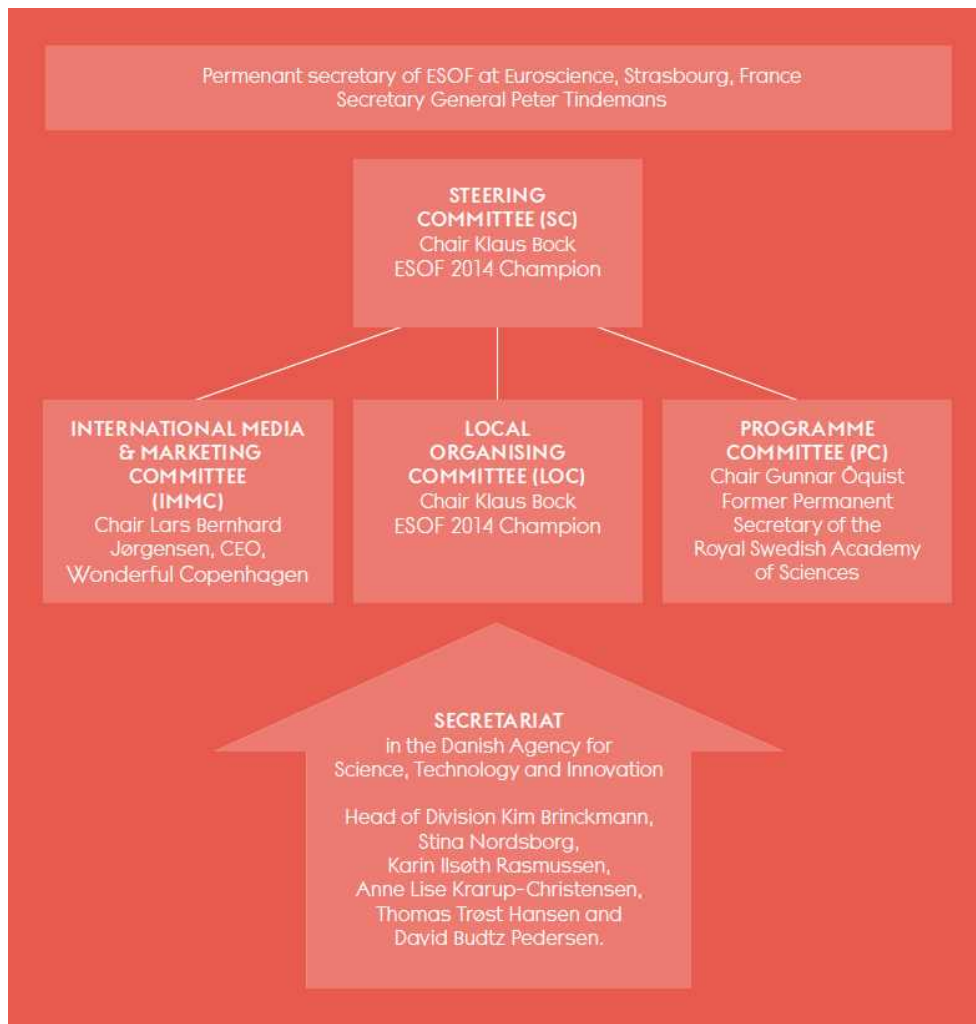 Permenant secretary of ESOF at Euroscience, Strasbourg, France
Secretary General Peter Tindemans
STEERING
COMMITTEE (SC)
Chair Klaus Bock
ESOF 2014 Champion
INTERNATIONAL MEDIA
& MARKETING
COMMITTEE
(IMMC)
Chair Lars Bernhard
Jørgensen, CEO,
Wonderful Copenhagen
LOCAL
ORGANISING
COMMITTEE (LOC)
Chair Klaus Bock
ESOF 2014 Champion
PROGRAMME
COMMITTEE (PC)
Chair Gunnar Öquist
Former Permanent
Secretary of the
Royal Swedish Academy
of Sciences
SECRETARIAT
in the Danish Agency for
Science, Technology and Innovation
Head of Division Kim Brinckmann,
Stina Nordsborg,
Karin Ilsøth Rasmussen,
Anne Lise Krarup-Christensen,
Thomas Trøst Hansen and
David Budtz Pedersen.